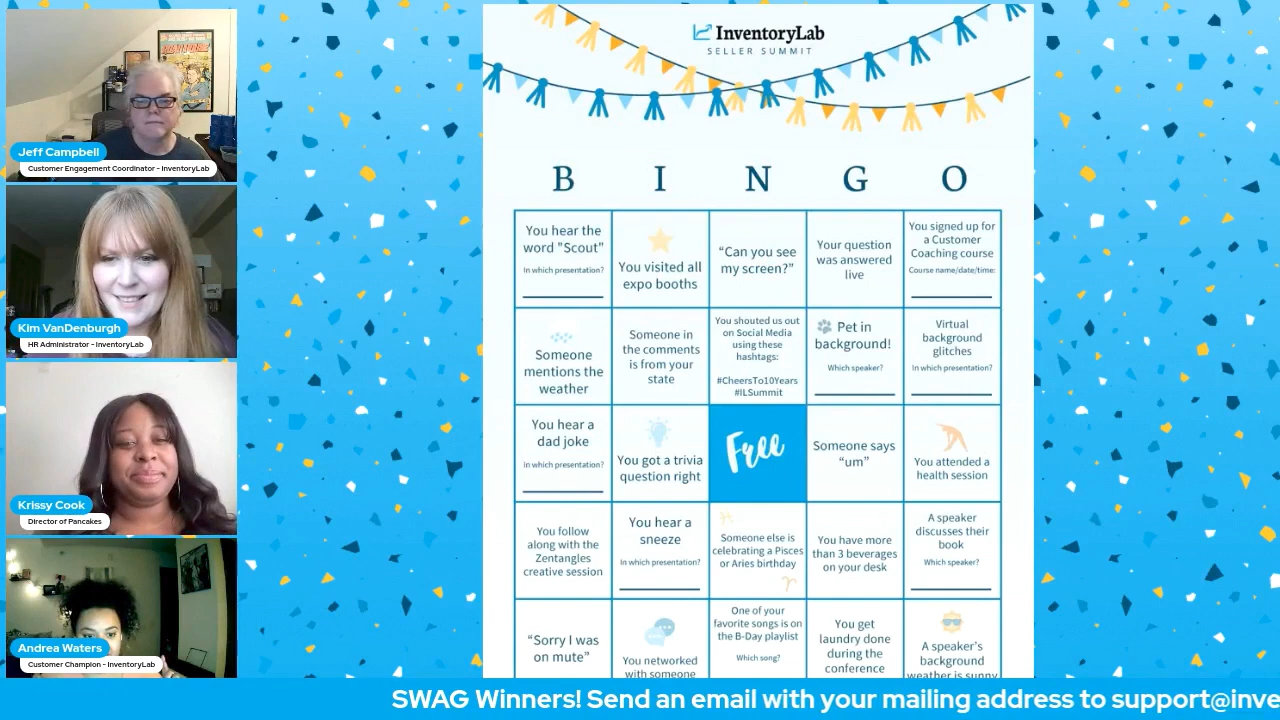 Jeff Campbell
Customer Engagement Coordinator - InventoryLab
Kim VanDenburgh
HR Administrator - InventoryLab
Krissy Cook
Director of Pancakes
Andrea Waters
Customer Champion - InventoryLab
InventoryLab
SELLER SUMMIT
B I N G O
You hear the
word "Scout"
In which presentation?
You visited all
expo booths
“Can you see
my screen?”
Your question
was answered
live
You signed up for
a Customer
Coaching course
Course name/date/time:
Someone
mentions the
weather
Someone in
the comments
is from your
state
You shouted us out
on Social Media
using these
hashtags:
#CheersTo10Years
#ILSummit
Pet in
background!
Which speaker?
Virtual
background
glitches
In which presentation?
You hear a
dad joke
In which presentation?
You got a trivia
question right
Free
Someone says
“um”
You attended a
health session
You follow
along with the
Zentangles
creative session
You hear a
sneeze
In which presentation?
Someone else is
celebrating a Pisces
or Aries birthday
You have more
than 3 beverages
on your desk
A speaker
discusses their
book
Which speaker?
“Sorry I was
on mute”
You networked
with someone
One of your
favorite songs is on
the B-Day playlist
Which song?
You get
laundry done
during the
conference
A speaker’s
background
weather is sunny
SWAG Winners! Send an email with your mailing address to support@inve